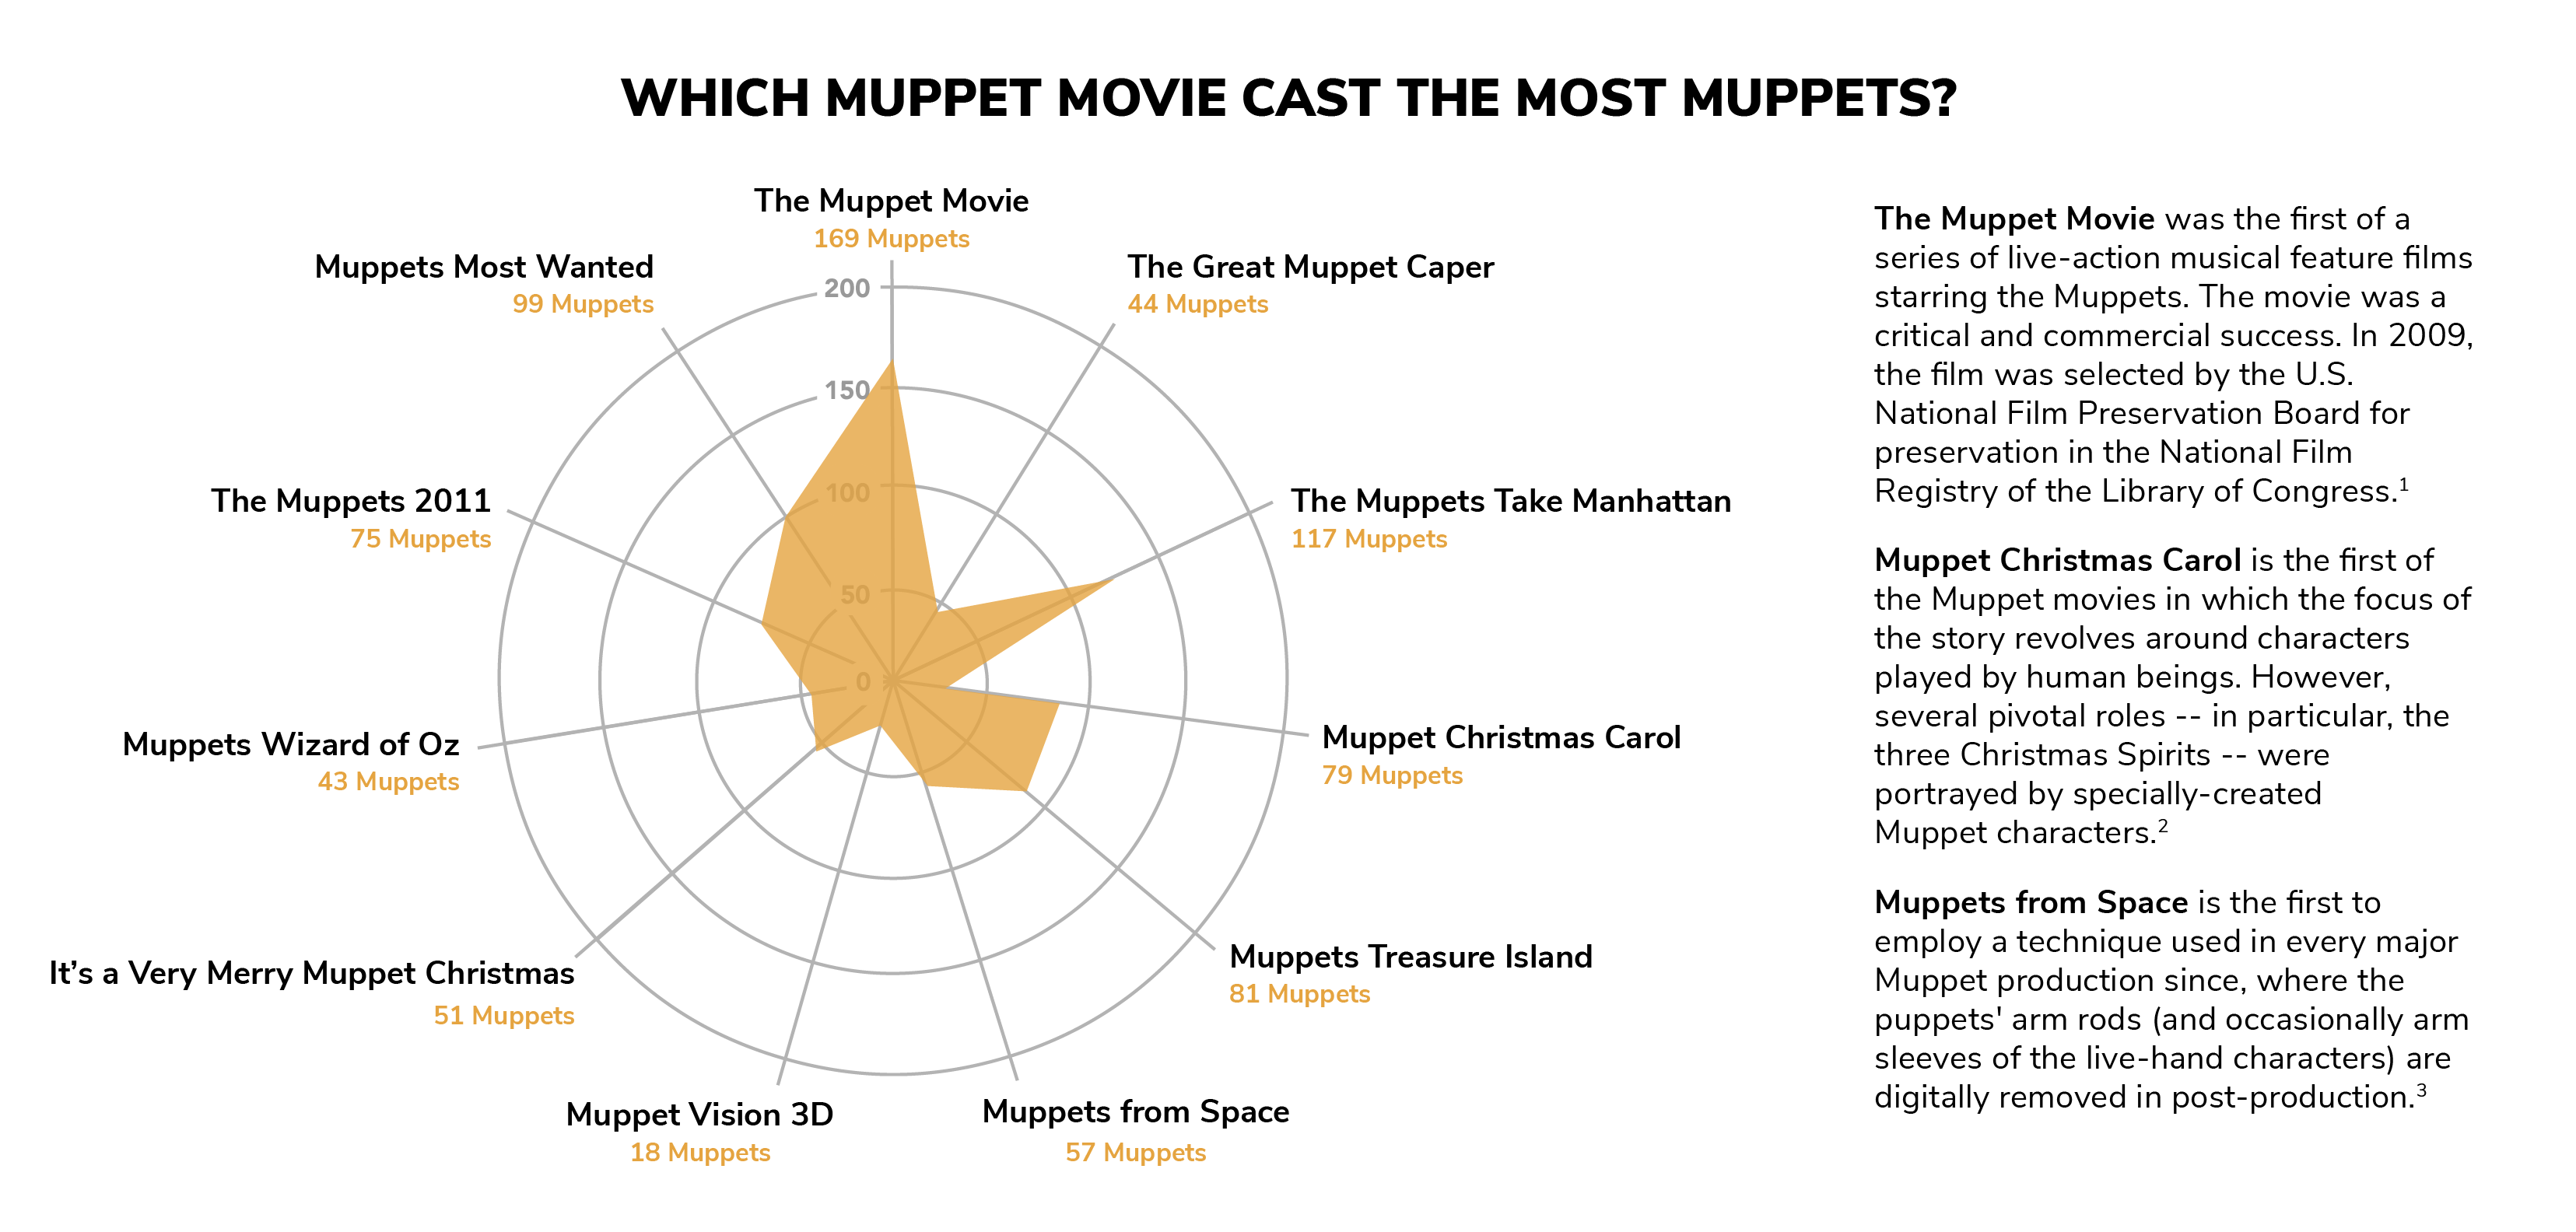 WHICH MUPPET MOVIE CAST THE MOST MUPPETS?
The Muppet Movie
169 Muppets
The Great Muppet Caper
44 Muppets
The Muppets Take Manhattan
117 Muppets
Muppet Christmas Carol
79 Muppets
Muppets Treasure Island
81 Muppets
Muppets from Space
57 Muppets
Muppet Vision 3D
18 Muppets
It’s a Very Merry Muppet Christmas
51 Muppets
Muppets Wizard of Oz
43 Muppets
The Muppets 2011
75 Muppets
Muppets Most Wanted
99 Muppets
200
150
100
50
0
The Muppet Movie was the first of a
series of live-action musical feature films
starring the Muppets. The movie was a
critical and commercial success. In 2009,
the film was selected by the U.S.
National Film Preservation Board for
preservation in the National Film
Registry of the Library of Congress.¹
Muppet Christmas Carol is the first of
the Muppet movies in which the focus of
the story revolves around characters
played by human beings. However,
several pivotal roles -- in particular, the
three Christmas Spirits -- were
portrayed by specially-created
Muppet characters.²
Muppets from Space is the first to
employ a technique used in every major
Muppet production since, where the
puppets' arm rods (and occasionally arm
sleeves of the live-hand characters) are
digitally removed in post-production.³